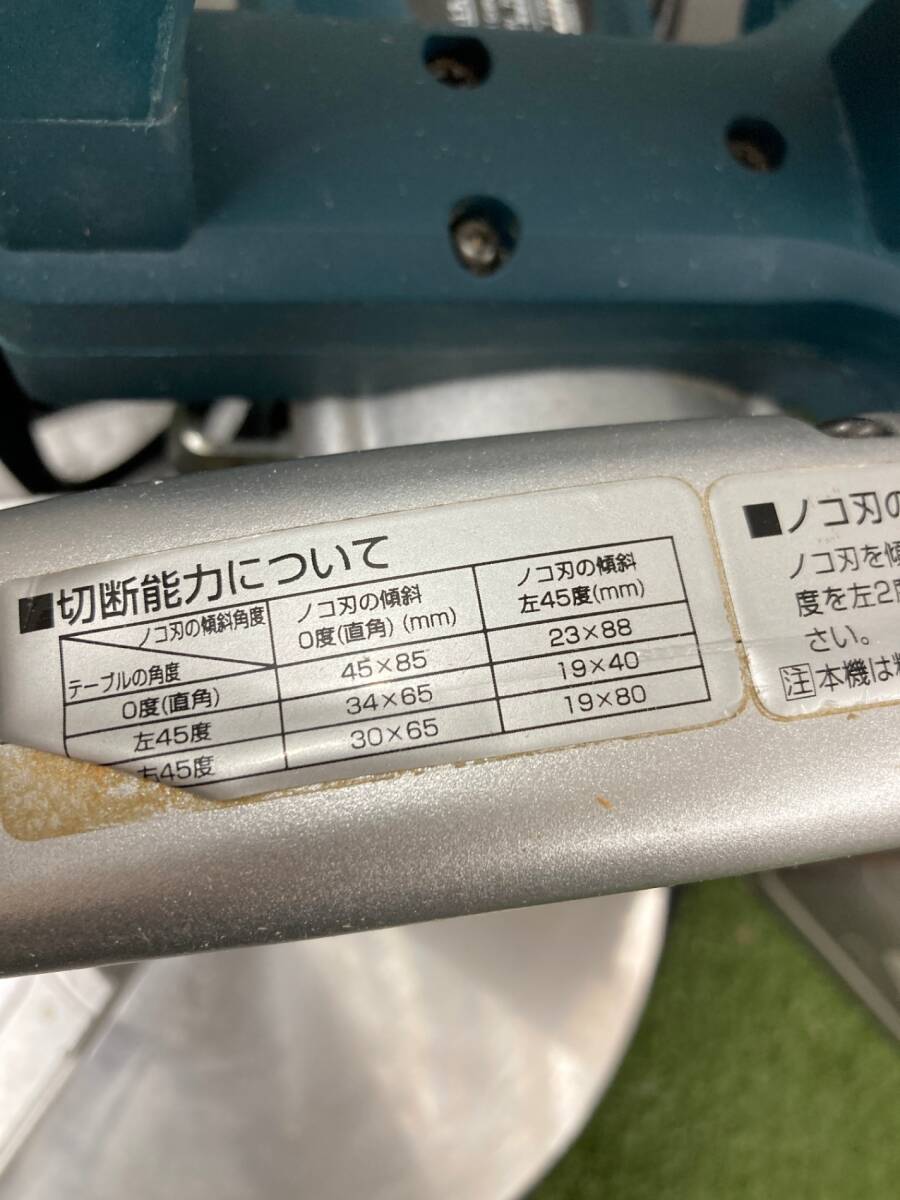 ■切断能力について
ノコ刃の傾斜角度
テーブルの角度
ノコ刃の傾斜
0度(直角)(mm)
ノコ刃の傾斜
左45度(mm)
0度(直角) 45×85 23×88
左45度 34×65 19×40
右45度 30×65 19×80
■ノコ刃の
ノコ刃を傾
度を左2
さい。
注本機は